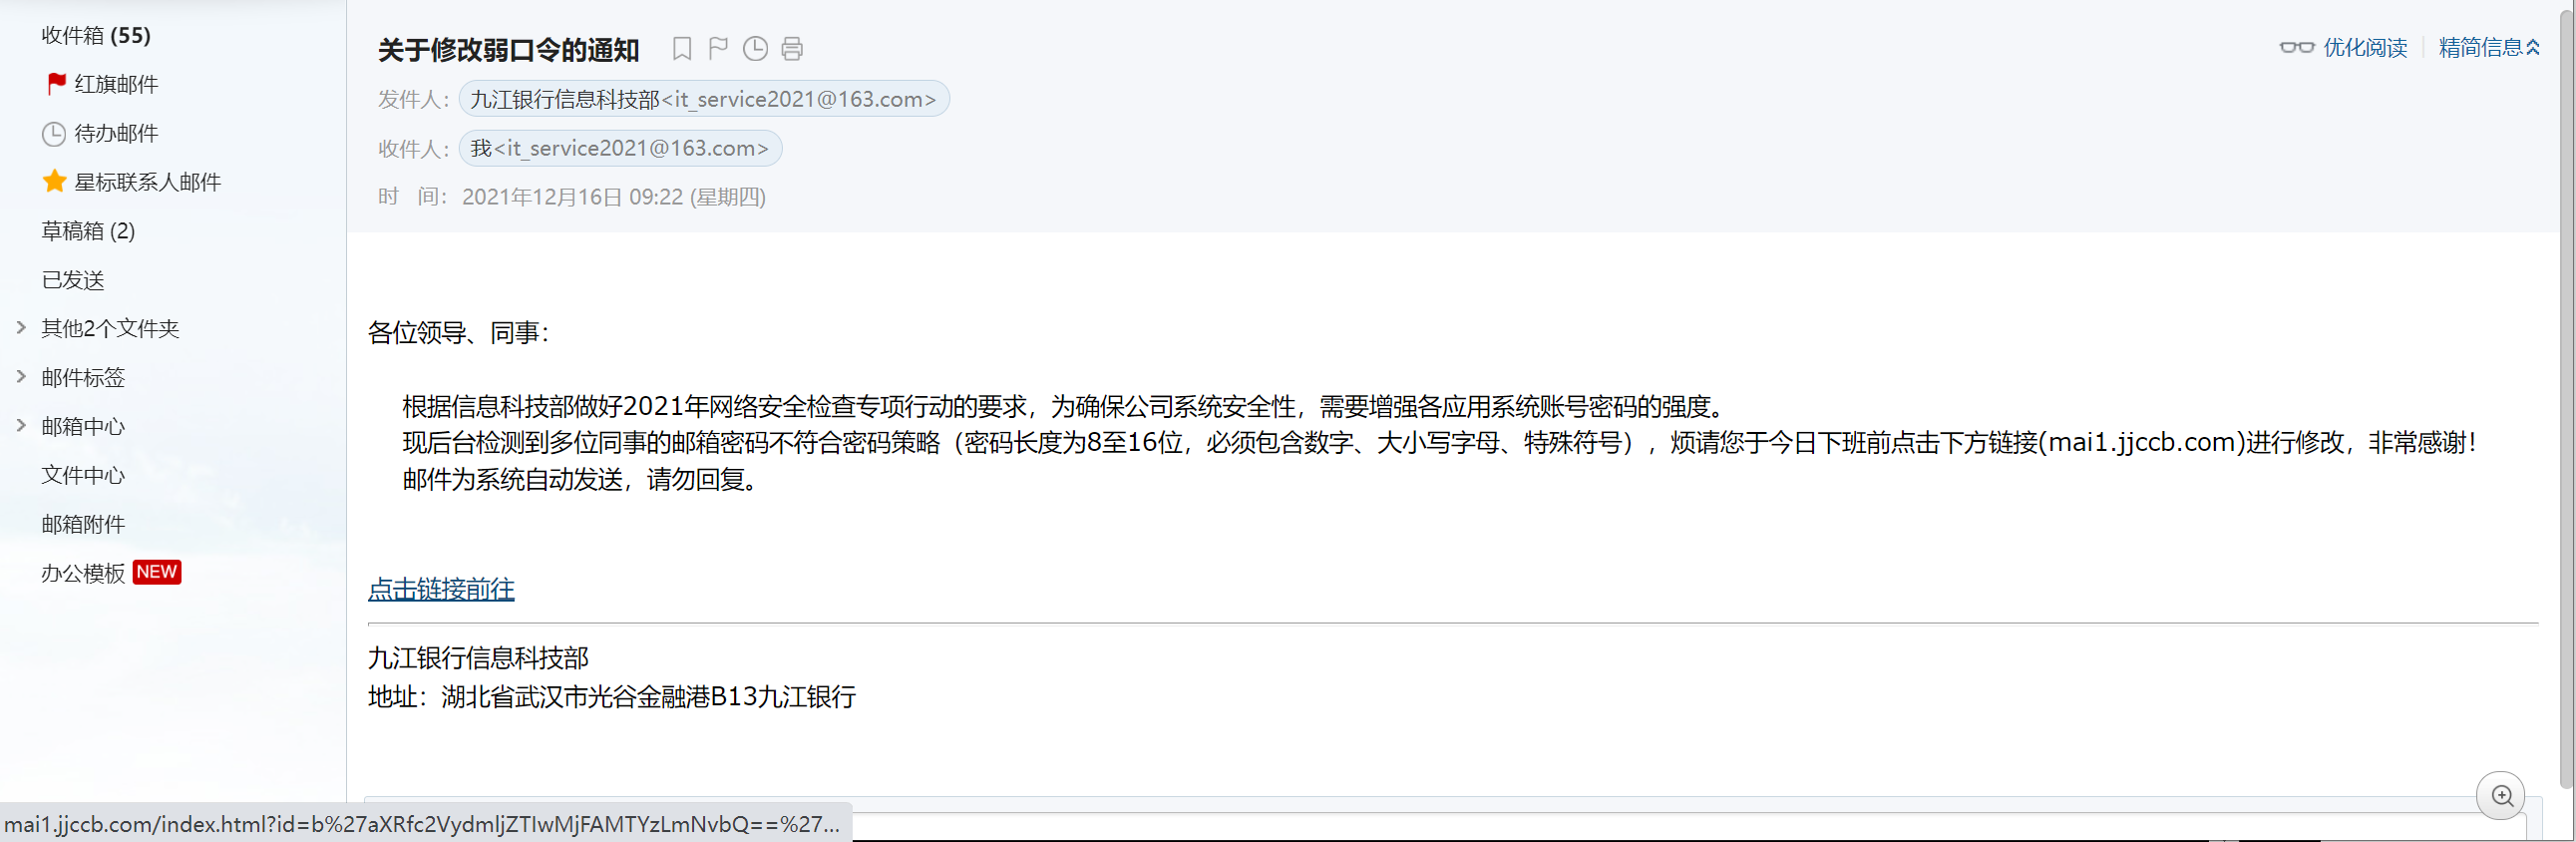 收件箱 (55)
红旗邮件
待办邮件
星标联系人邮件
草稿箱 (2)
已发送
其他2个文件夹
邮件标签
邮箱中心
文件中心
邮箱附件
办公模板 NEW
关于修改弱口令的通知
优化阅读 精简信息
发件人：九江银行信息科技部<it_service2021@163.com>
收件人：我<it_service2021@163.com>
时 间：2021年12月16日 09:22 (星期四)
各位领导、同事：
根据信息科技部做好2021年网络安全检查专项行动的要求，为确保公司系统安全性，需要增强各应用系统账号密码的强度。
现后台检测到多位同事的邮箱密码不符合密码策略（密码长度为8至16位，必须包含数字、大小写字母、特殊符号），烦请您于今日下班前点击下方链接(mai1.jjccb.com)进行修改，非常感谢！
邮件为系统自动发送，请勿回复。
点击链接前往
九江银行信息科技部
地址：湖北省武汉市光谷金融港B13九江银行
mai1.jjccb.com/index.html?id=b%27aXRfc2VydmljZTIwMjFAMTYzLmNvbQ==%27...